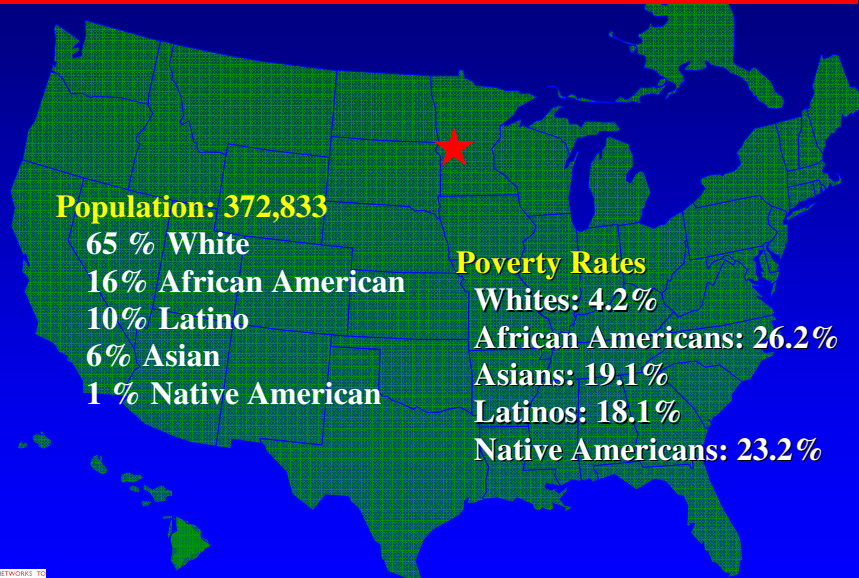 Population: 372,833
65 % White
16% African American
10% Latino
6% Asian
1 % Native American
Poverty Rates
Whites: 4.2%
African Americans: 26.2%
Asians: 19.1%
Latinos: 18.1%
Native Americans: 23.2%
NETWORKS TO